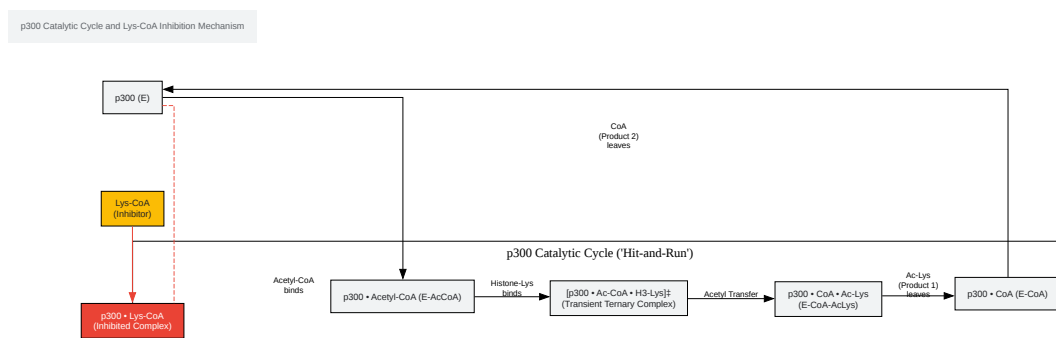 p300 Catalytic Cycle and Lys-CoA Inhibition Mechanism
p300 (E)
CoA
(Product 2)
leaves
Lys-CoA
(Inhibitor)
p300 Catalytic Cycle ('Hit-and-Run')
Acetyl-CoA
binds
p300 • Acetyl-CoA (E-AcCoA)
Histone-Lys
binds
[p300 • Ac-CoA • H3-Lys]‡
(Transient Ternary Complex)
Acetyl Transfer
p300 • CoA • Ac-Lys
(E-CoA-AcLys)
Ac-Lys
(Product 1)
leaves
p300 • CoA (E-CoA)
p300 • Lys-CoA
(Inhibited Complex)